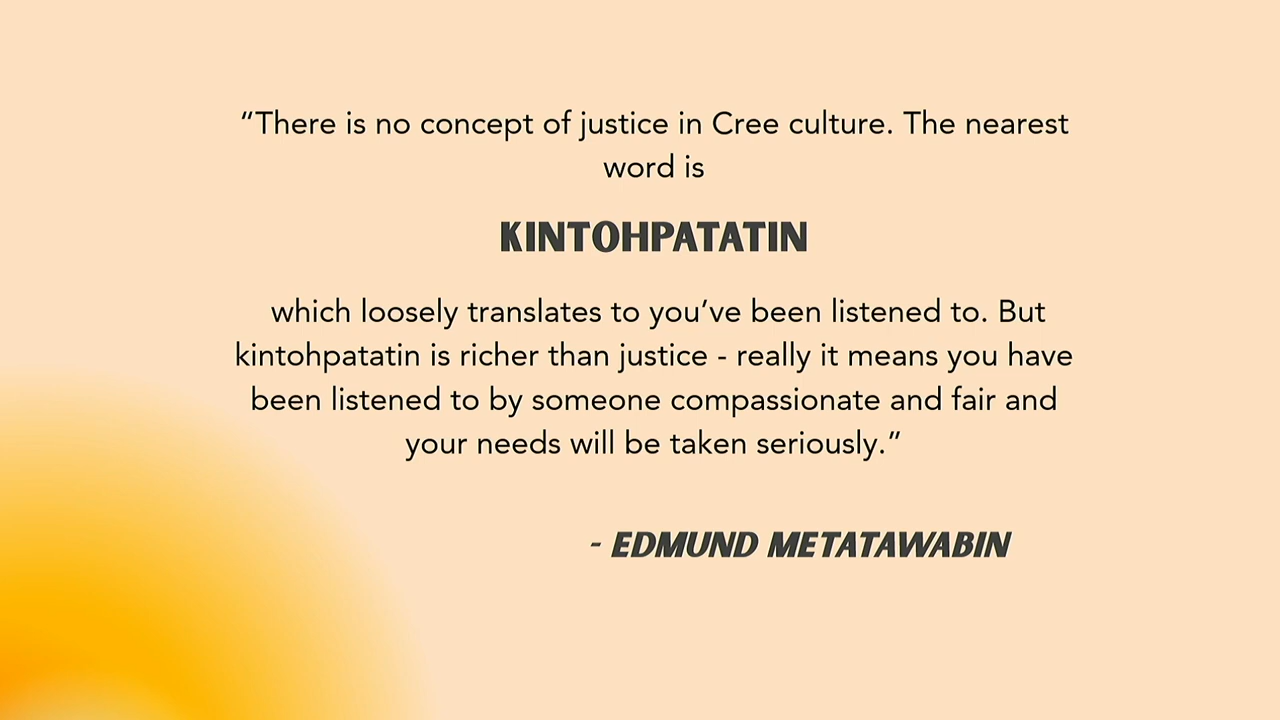 “There is no concept of justice in Cree culture. The nearest
word is
KINTOHPATATIN
which loosely translates to you’ve been listened to. But
kintohpatatin is richer than justice - really it means you have
been listened to by someone compassionate and fair and
your needs will be taken seriously.”
- EDMUND METATAWABIN